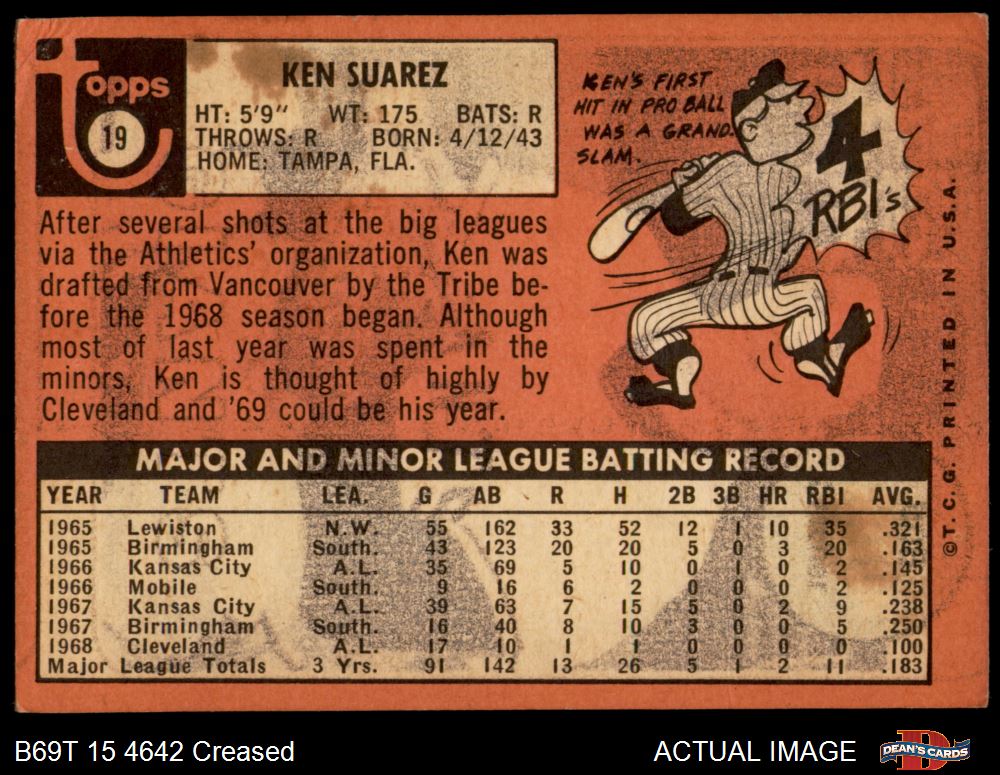 Topps
19
KEN SUAREZ
HT: 5'9" WT: 175 BATS: R
THROWS: R BORN: 4/12/43
HOME: TAMPA, FLA.
After several shots at the big leagues
via the Athletics' organization, Ken was
drafted from Vancouver by the Tribe be-
fore the 1968 season began. Although
most of last year was spent in the
minors, Ken is thought of highly by
Cleveland and '69 could be his year.
KEN'S FIRST
HIT IN PRO BALL
WAS A GRAND
SLAM.
4
RBI's
©T.C.G. PRINTED IN U.S.A.
MAJOR AND MINOR LEAGUE BATTING RECORD
YEAR TEAM LEA. G AB R H 2B 3B HR RBI AVG.
1965 Lewiston N.W. 55 162 33 52 12 1 10 35 .321
1965 Birmingham South. 43 123 20 20 5 0 3 20 .163
1966 Kansas City A.L. 35 69 5 10 0 1 0 2 .145
1966 Mobile South. 9 16 6 2 0 0 0 2 .125
1967 Kansas City A.L. 39 63 7 15 5 0 2 9 .238
1967 Birmingham South. 16 40 8 10 3 0 0 5 .250
1968 Cleveland A.L. 17 10 1 1 0 0 0 0 .100
Major League Totals 3 Yrs. 91 142 13 26 5 1 2 11 .183
B69T 15 4642 Creased
ACTUAL IMAGE
D
DEAN'S CARDS